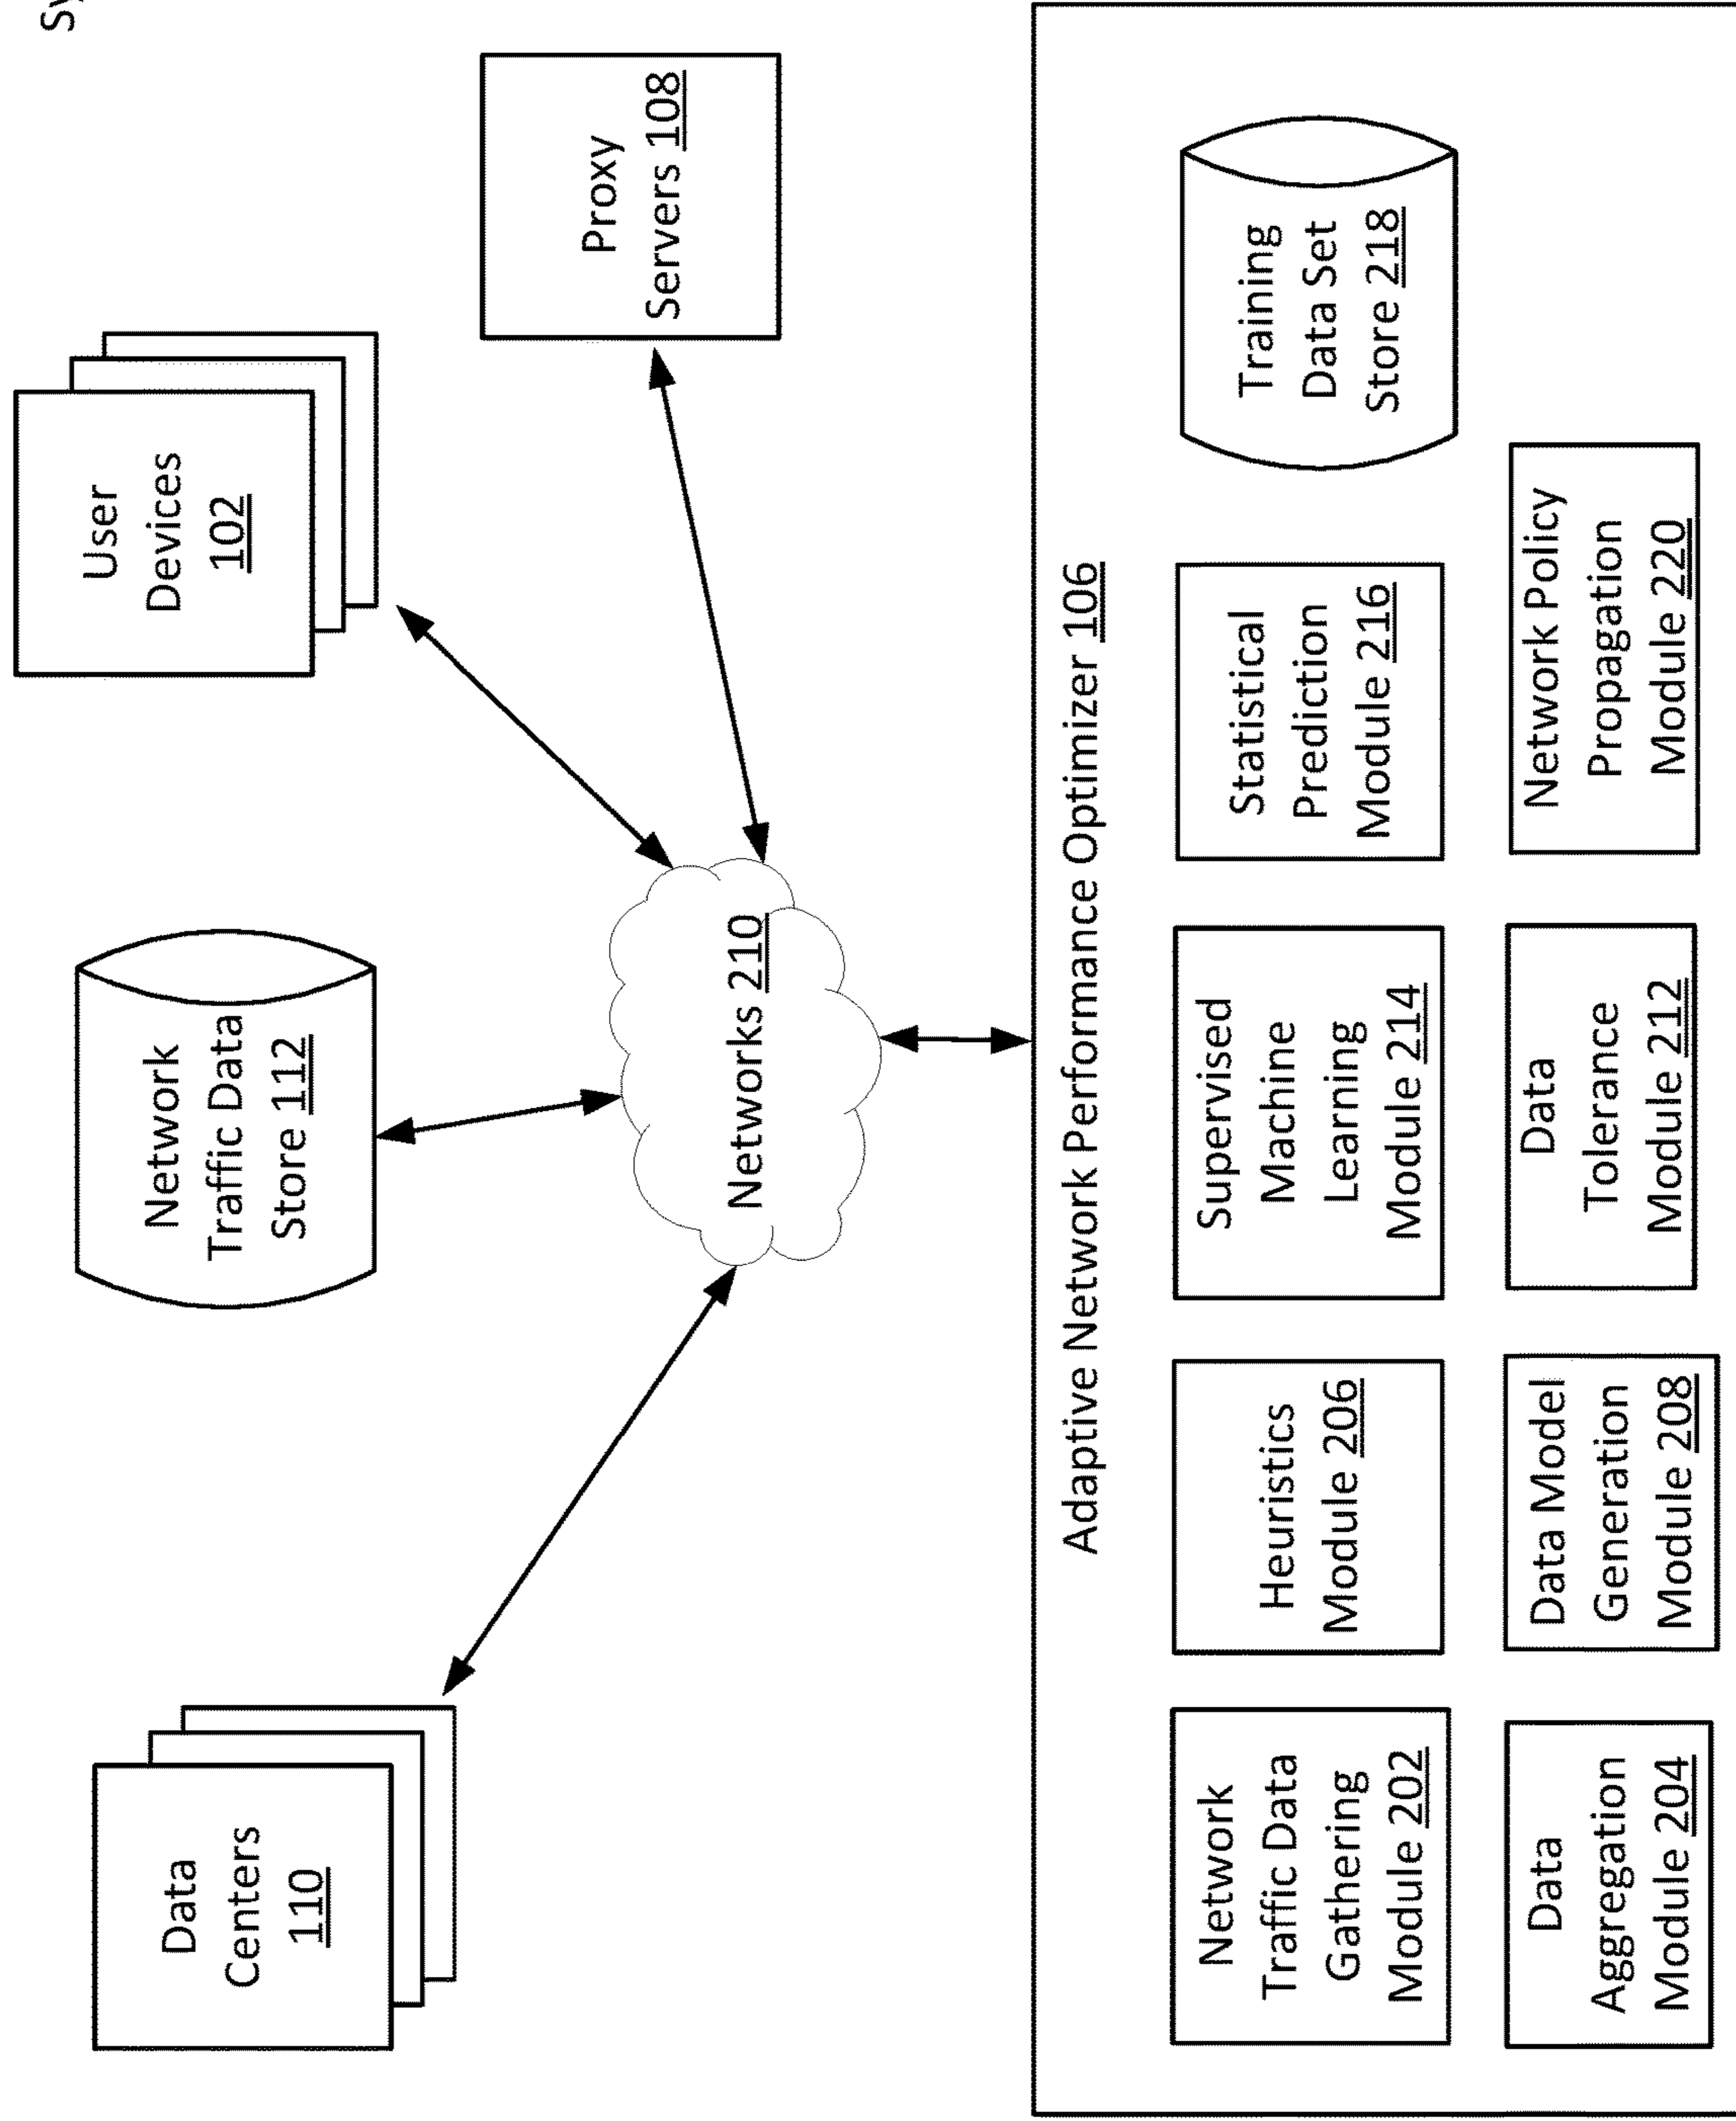 Sy
Data
Centers
110
Network
Traffic Data
Store 112
User
Devices
102
Proxy
Servers 108
Networks 210
Adaptive Network Performance Optimizer 106
Network
Traffic Data
Gathering
Module 202
Heuristics
Module 206
Supervised
Machine
Learning
Module 214
Statistical
Prediction
Module 216
Training
Data Set
Store 218
Data
Aggregation
Module 204
Data Model
Generation
Module 208
Data
Tolerance
Module 212
Network Policy
Propagation
Module 220